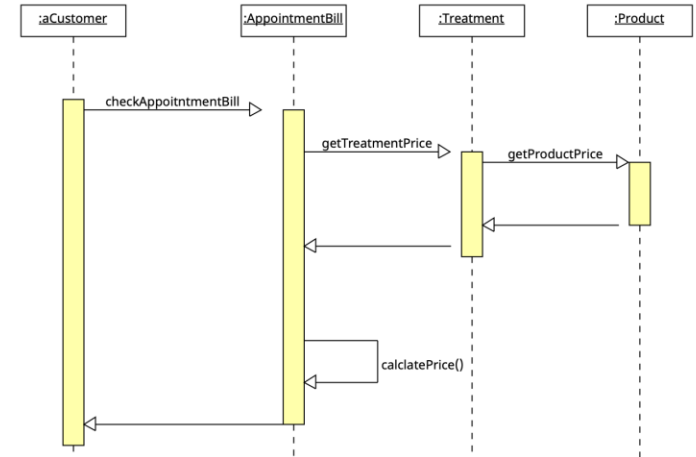 :aCustomer
:AppointmentBill
:Treatment
:Product
checkAppoitntmentBill
getTreatmentPrice
getProductPrice
calclatePrice()